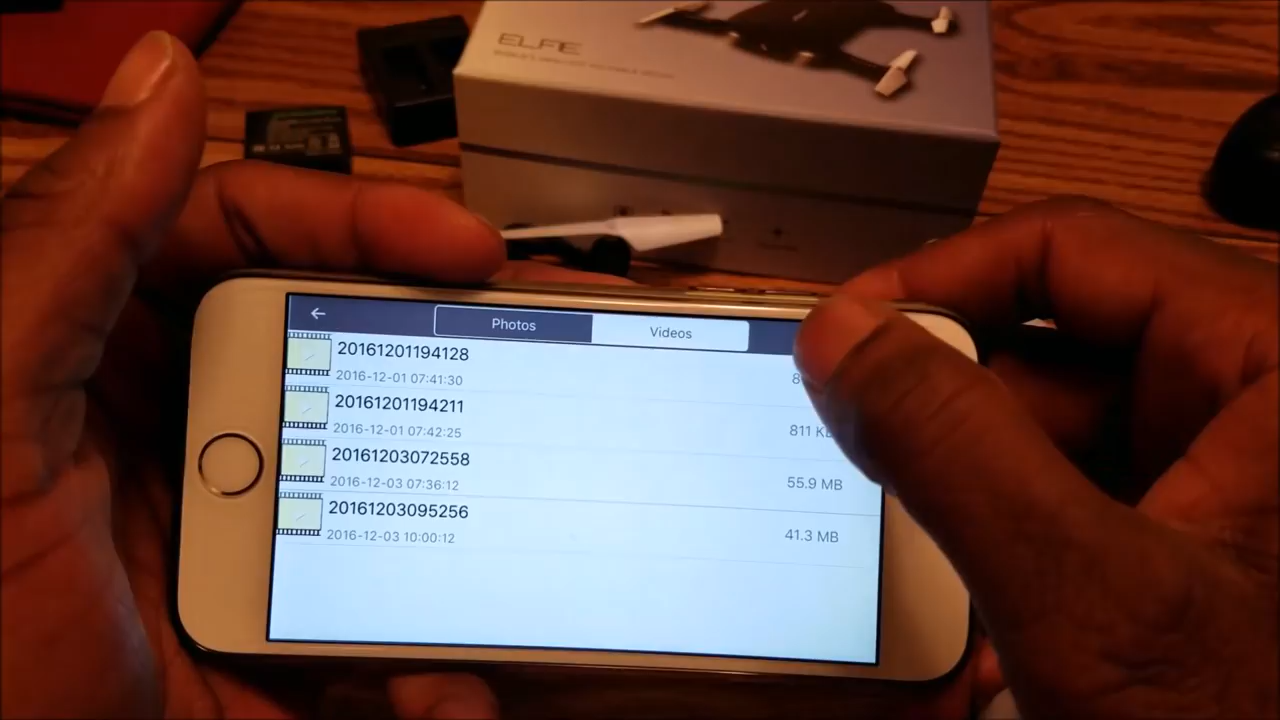 ELFIE
Photos
Videos
20161201194128
2016-12-01 07:41:30
20161201194211
2016-12-01 07:42:25
811
20161203072558
2016-12-03 07:36:12
55.9 MB
20161203095256
2016-12-03 10:00:12
41.3 MB